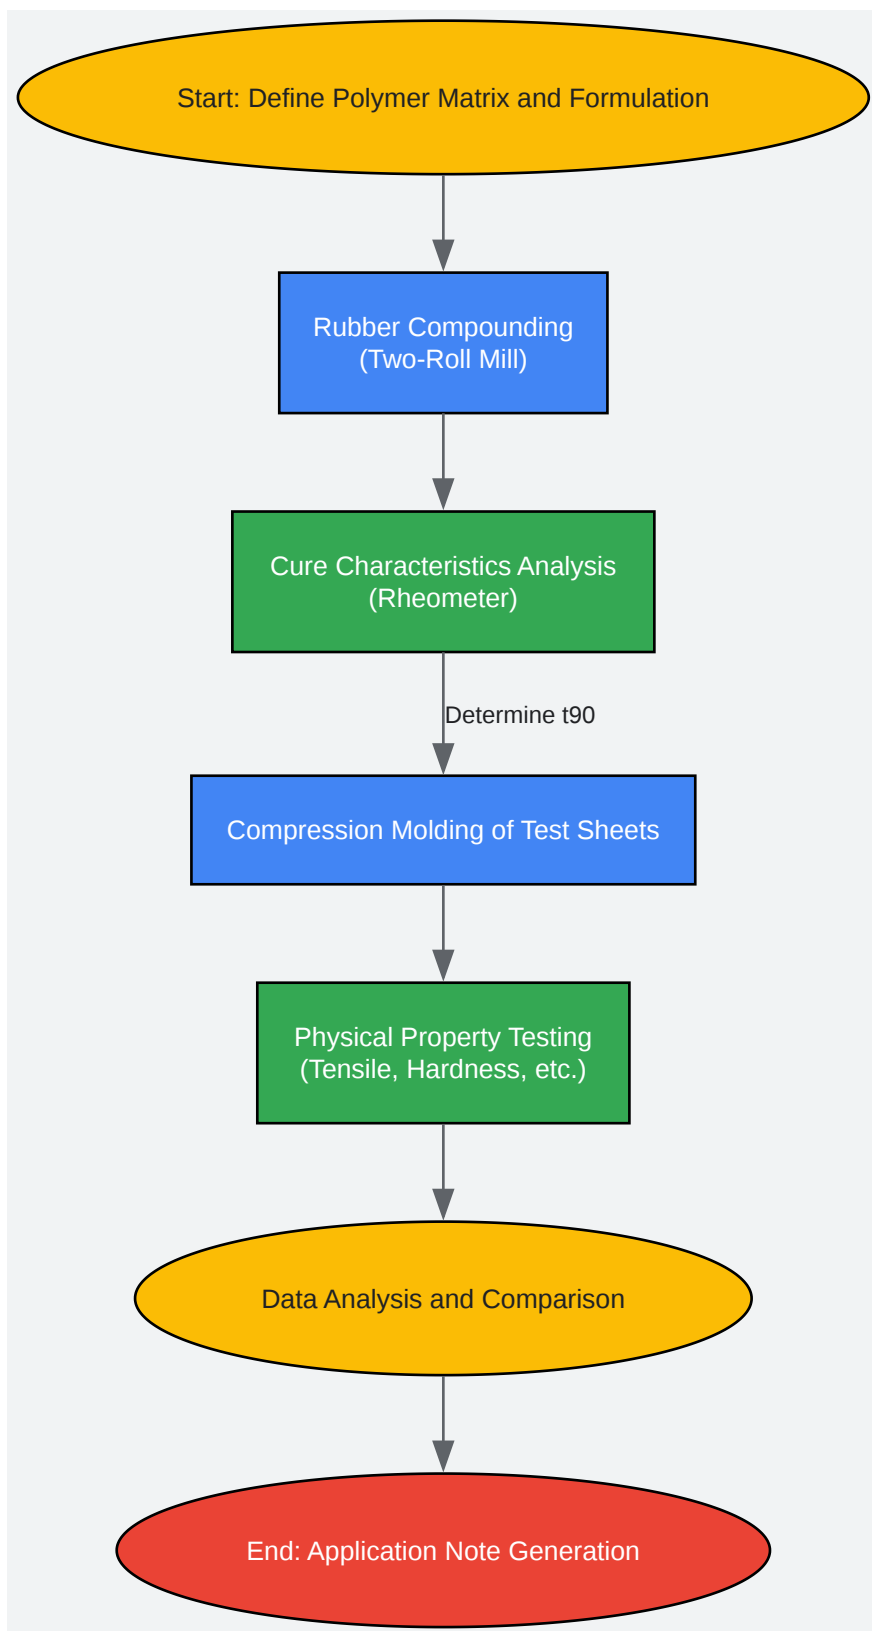 Start: Define Polymer Matrix and Formulation
Rubber Compounding
(Two-Roll Mill)
Cure Characteristics Analysis
(Rheometer)
Determine t90
Compression Molding of Test Sheets
Physical Property Testing
(Tensile, Hardness, etc.)
Data Analysis and Comparison
End: Application Note Generation